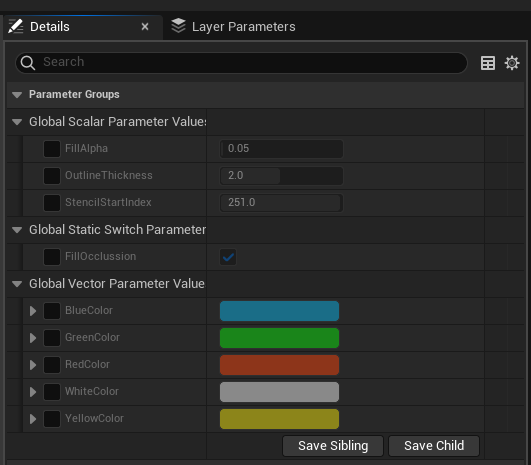 Details
Layer Parameters
Search
Parameter Groups
Global Scalar Parameter Values
FillAlpha 0.05
OutlineThickness 2.0
StencilStartIndex 251.0
Global Static Switch Parameter
FillOcclussion
Global Vector Parameter Value
BlueColor
GreenColor
RedColor
WhiteColor
YellowColor
Save Sibling Save Child